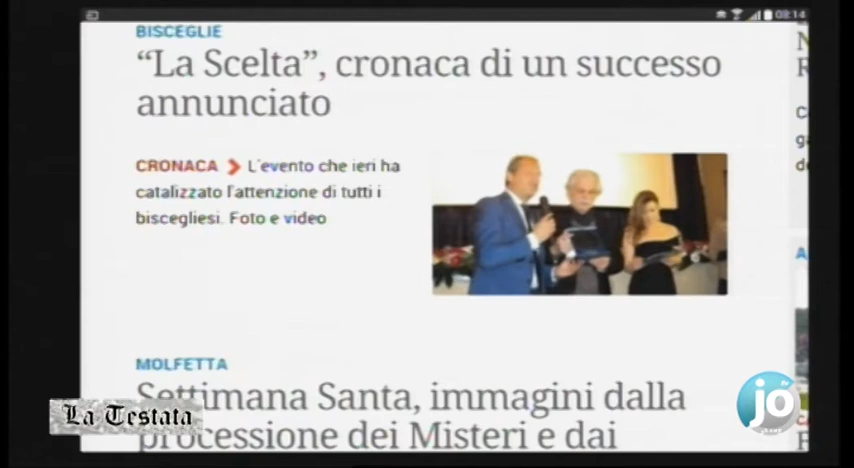 08:14
BISCEGLIE
“La Scelta”, cronaca di un successo
annunciato
CRONACA L'evento che ieri ha
catalizzato l'attenzione di tutti i
biscegliesi. Foto e video
MOLFETTA
Settimana Santa, immagini dalla
processione dei Misteri e dai
La Testata
jo